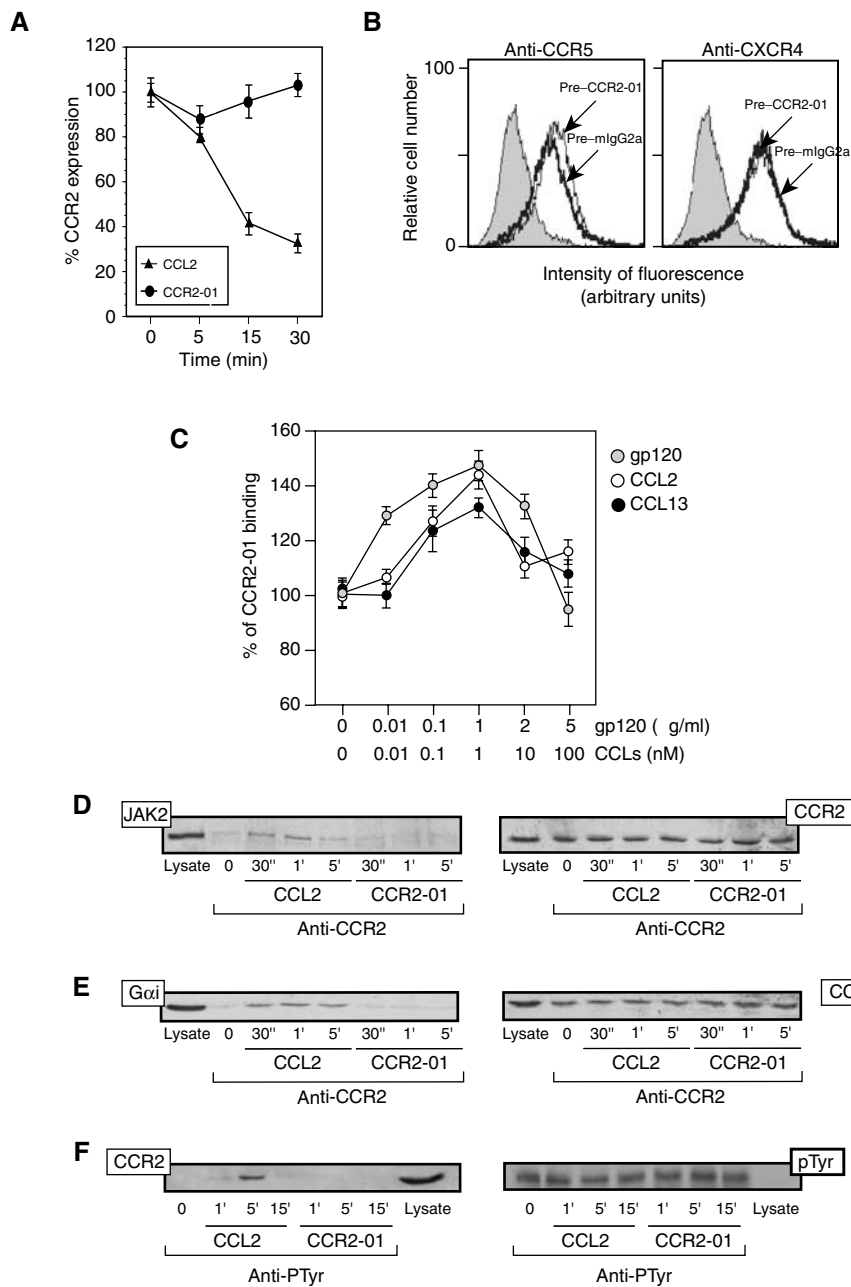 A
120
100
80
60
40
20
0
% CCR2 expression
CCL2
CCR2-01
0 5 15 30
Time (min)
B
Anti-CCR5 Anti-CXCR4
100
0
Relative cell number
Pre–CCR2-01
Pre–mIgG2a
Pre–CCR2-01
Pre–mIgG2a
Intensity of fluorescence
(arbitrary units)
C
160
140
120
100
80
60
% of CCR2-01 binding
gp120
CCL2
CCL13
0 0.01 0.1 1 2 5 gp120 ( g/ml)
0 0.01 0.1 1 10 100 CCLs (nM)
D
JAK2
Lysate 0 30" 1' 5' 30" 1' 5'
CCL2 CCR2-01
Anti-CCR2
CCR2
Lysate 0 30" 1' 5' 30" 1' 5'
CCL2 CCR2-01
Anti-CCR2
E
Gαi
Lysate 0 30" 1' 5' 30" 1' 5'
CCL2 CCR2-01
Anti-CCR2
CC
Lysate 0 30" 1' 5' 30" 1' 5'
CCL2 CCR2-01
Anti-CCR2
F
CCR2
0 1' 5' 15' 1' 5' 15' Lysate
CCL2 CCR2-01
Anti-PTyr
pTyr
0 1' 5' 15' 1' 5' 15' Lysate
CCL2 CCR2-01
Anti-PTyr